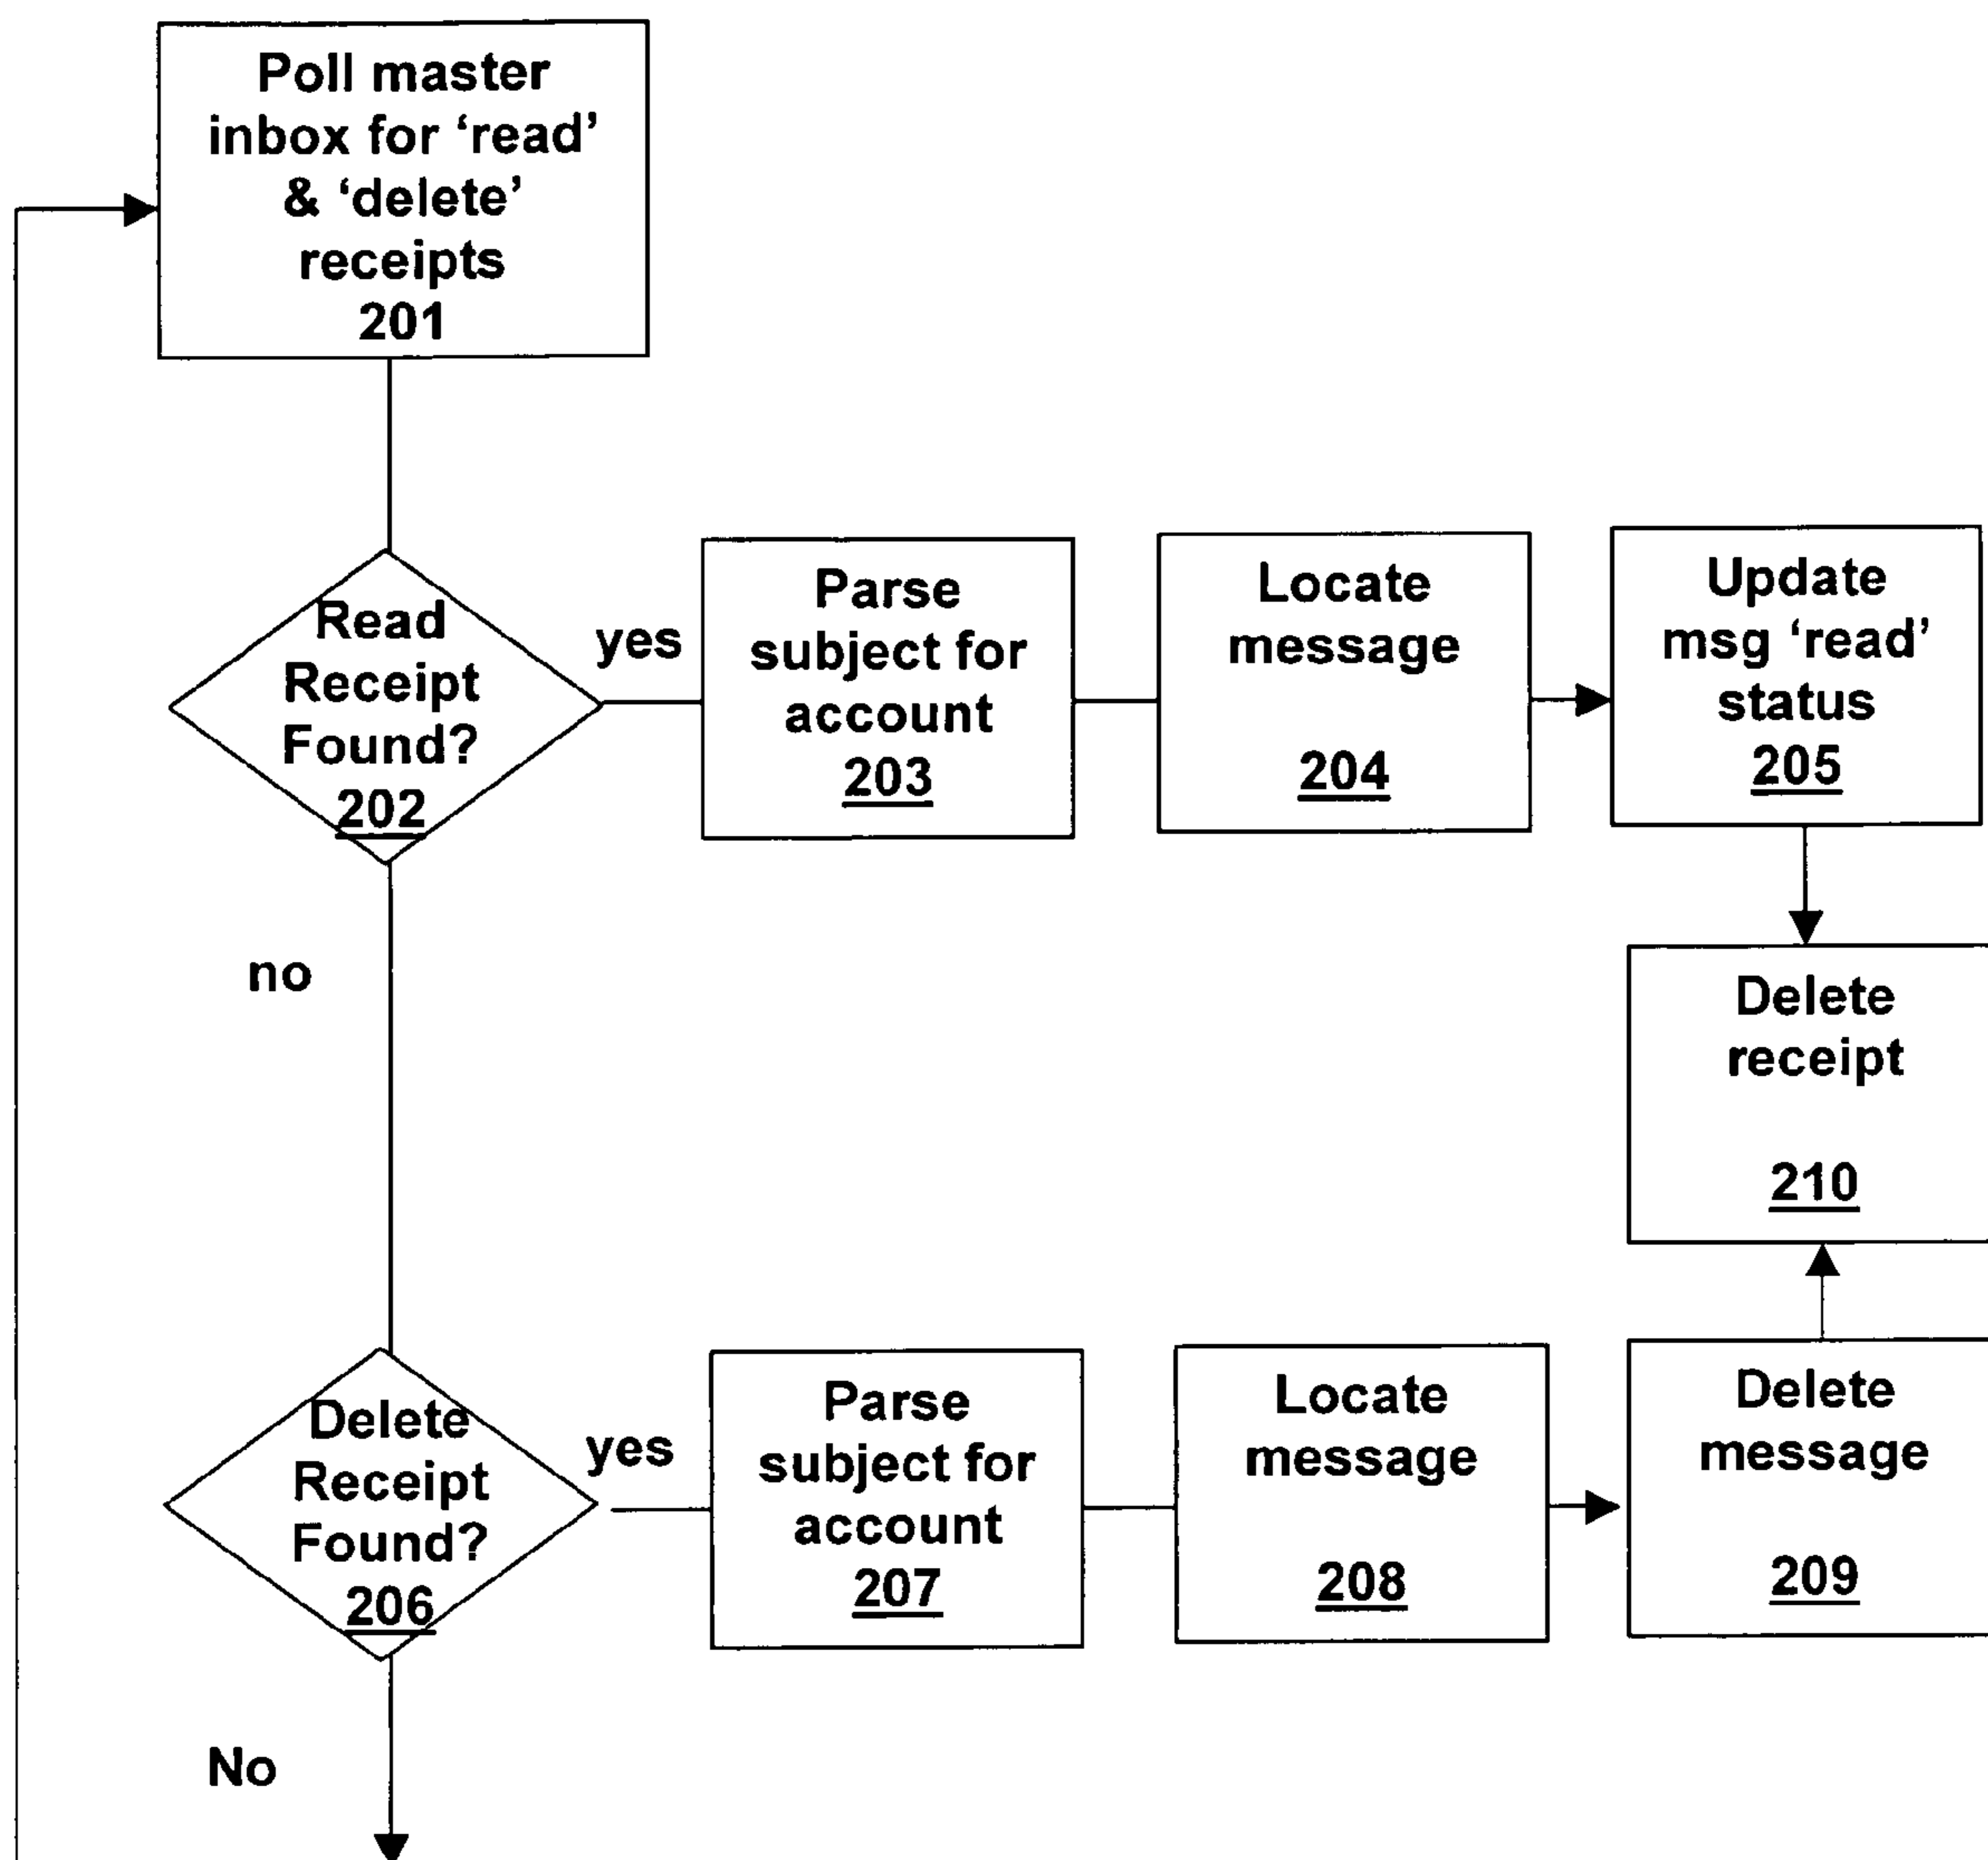 Poll master
inbox for ‘read’
& ‘delete’
receipts
201
Read
Receipt
Found?
202
yes
Parse
subject for
account
203
Locate
message
204
Update
msg ‘read’
status
205
no
Delete
receipt
210
Delete
Receipt
Found?
206
yes
Parse
subject for
account
207
Locate
message
208
Delete
message
209
No